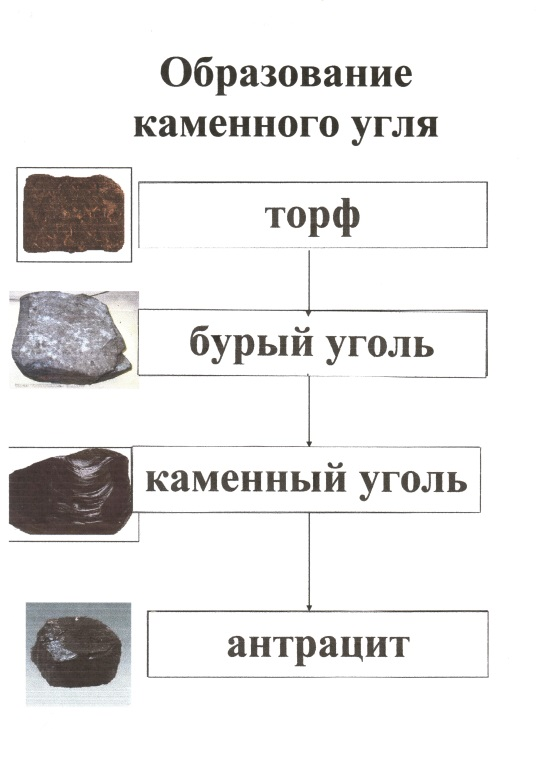 Образование
каменного угля
торф
бурый уголь
каменный уголь
антрацит